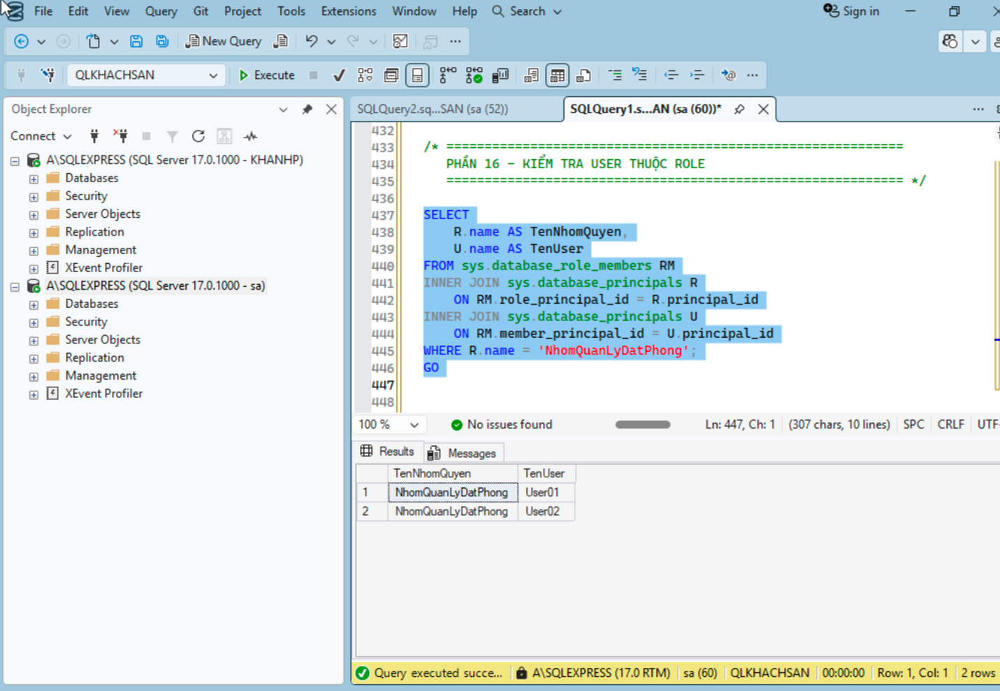 File Edit View Query Git Project Tools Extensions Window Help Search Sign in
New Query
QLKHACHSAN Execute
Object Explorer
Connect
A\SQLEXPRESS (SQL Server 17.0.1000 - KHANHP)
Databases
Security
Server Objects
Replication
Management
XEvent Profiler
A\SQLEXPRESS (SQL Server 17.0.1000 - sa)
Databases
Security
Server Objects
Replication
Management
XEvent Profiler
SQLQuery2.sq...SAN (sa (52)) SQLQuery1.s...AN (sa (60))*
432
433 /* ============================================================
434 PHẦN 16 - KIỂM TRA USER THUỘC ROLE
435 ============================================================ */
436
437 SELECT
438 R.name AS TenNhomQuyen,
439 U.name AS TenUser
440 FROM sys.database_role_members RM
441 INNER JOIN sys.database_principals R
442 ON RM.role_principal_id = R.principal_id
443 INNER JOIN sys.database_principals U
444 ON RM.member_principal_id = U.principal_id
445 WHERE R.name = 'NhomQuanLyDatPhong';
446 GO
447
448
100 % No issues found Ln: 447, Ch: 1 (307 chars, 10 lines) SPC CRLF UTF-
Results Messages
TenNhomQuyen TenUser
1 NhomQuanLyDatPhong User01
2 NhomQuanLyDatPhong User02
Query executed succe... A\SQLEXPRESS (17.0 RTM) sa (60) QLKHACHSAN 00:00:00 Row: 1, Col: 1 2 rows